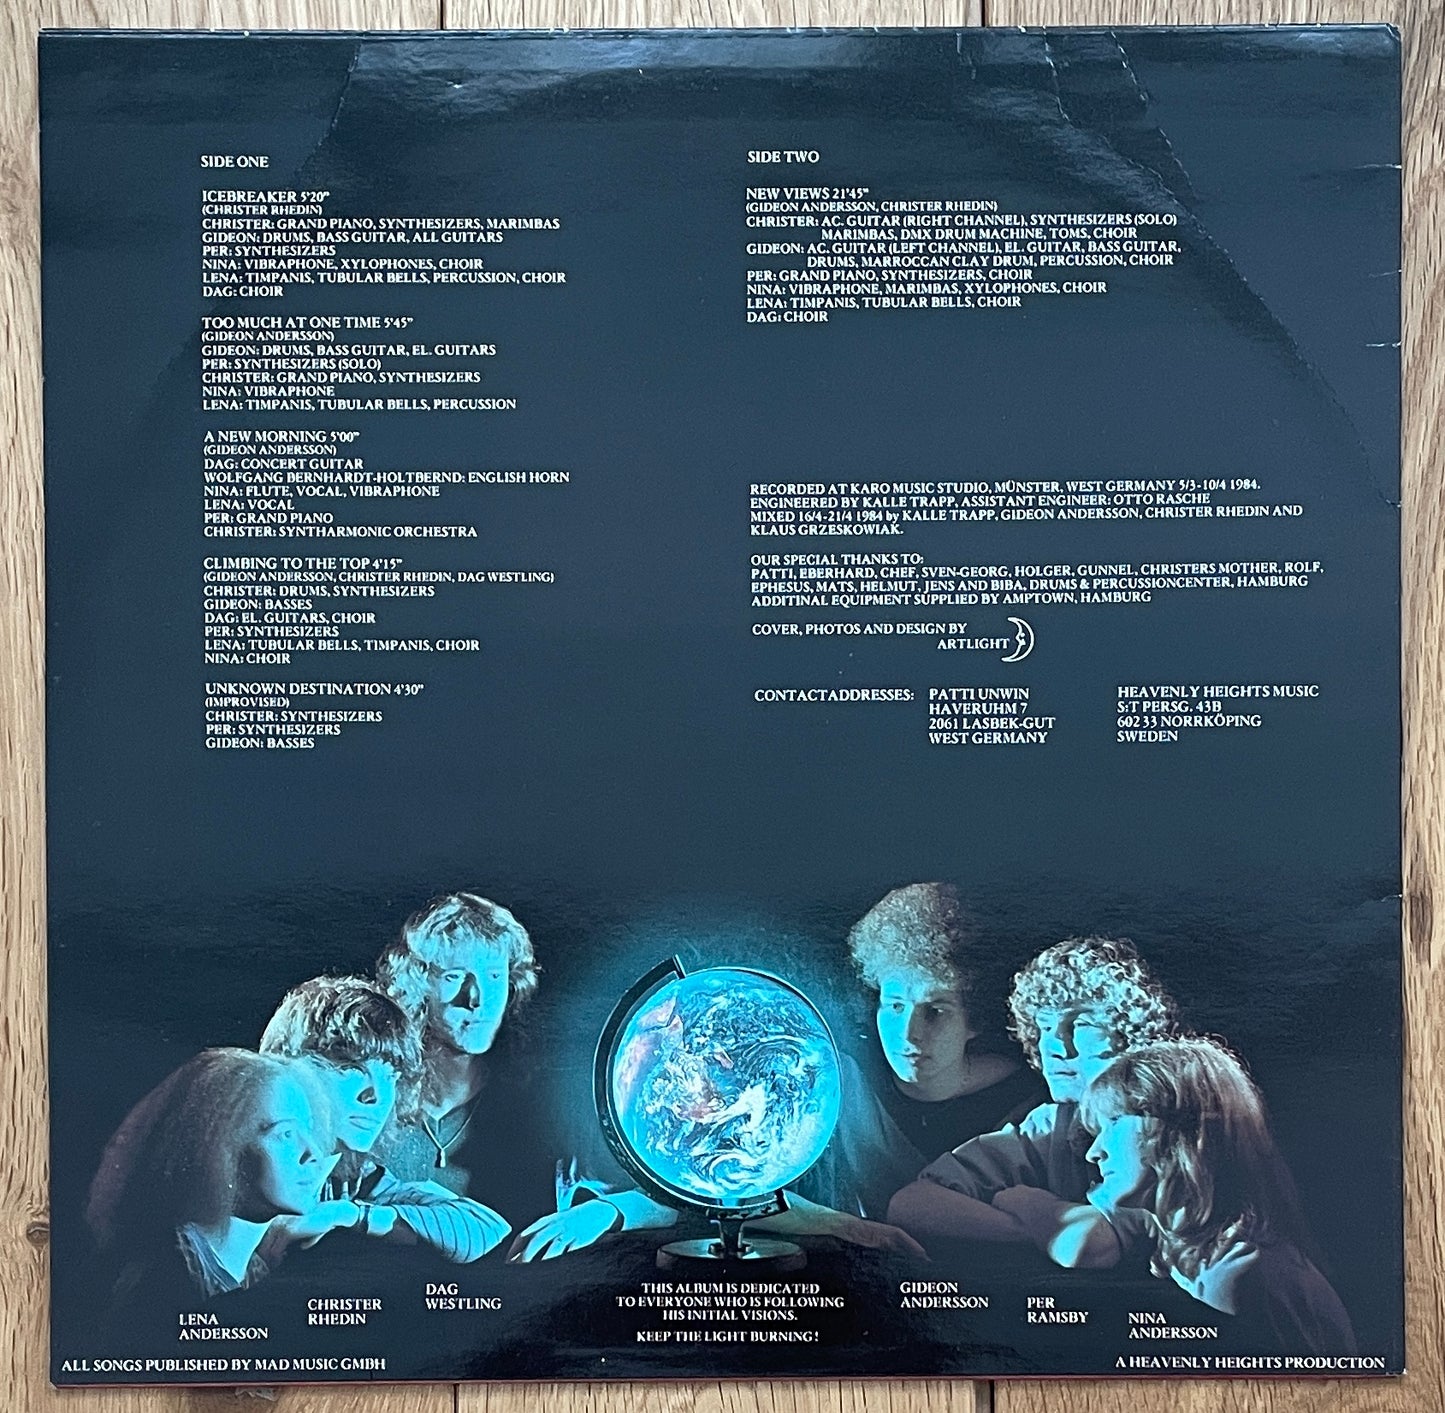 SIDE ONE
ICEBREAKER 5'20"
(CHRISTER RHEDIN)
CHRISTER: GRAND PIANO, SYNTHESIZERS, MARIMBAS
GIDEON: DRUMS, BASS GUITAR, ALL GUITARS
PER: SYNTHESIZERS
NINA: VIBRAPHONE, XYLOPHONES, CHOIR
LENA: TIMPANIS, TUBULAR BELLS, PERCUSSION, CHOIR
DAG: CHOIR
TOO MUCH AT ONE TIME 5'45"
(GIDEON ANDERSSON)
GIDEON: DRUMS, BASS GUITAR, EL. GUITARS
PER: SYNTHESIZERS (SOLO)
CHRISTER: GRAND PIANO, SYNTHESIZERS
NINA: VIBRAPHONE
LENA: TIMPANIS, TUBULAR BELLS, PERCUSSION
A NEW MORNING 5'00"
(GIDEON ANDERSSON)
DAG: CONCERT GUITAR
WOLFGANG BERNHARDT-HOLTBERND: ENGLISH HORN
NINA: FLUTE, VOCAL, VIBRAPHONE
LENA: VOCAL
PER: GRAND PIANO
CHRISTER: SYNTHARMONIC ORCHESTRA
CLIMBING TO THE TOP 4'15"
(GIDEON ANDERSSON, CHRISTER RHEDIN, DAG WESTLING)
CHRISTER: DRUMS, SYNTHESIZERS
GIDEON: BASSES
DAG: EL. GUITARS, CHOIR
PER: SYNTHESIZERS
LENA: TUBULAR BELLS, TIMPANIS, CHOIR
NINA: CHOIR
UNKNOWN DESTINATION 4'30"
(IMPROVISED)
CHRISTER: SYNTHESIZERS
PER: SYNTHESIZERS
GIDEON: BASSES
SIDE TWO
NEW VIEWS 21'45"
(GIDEON ANDERSSON, CHRISTER RHEDIN)
CHRISTER: AC. GUITAR (RIGHT CHANNEL), SYNTHESIZERS (SOLO)
MARIMBAS, DMX DRUM MACHINE, TOMS, CHOIR
GIDEON: AC. GUITAR (LEFT CHANNEL), EL. GUITAR, BASS GUITAR,
DRUMS, MARROCCAN CLAY DRUM, PERCUSSION, CHOIR
PER: GRAND PIANO, SYNTHESIZERS, CHOIR
NINA: VIBRAPHONE, MARIMBAS, XYLOPHONES, CHOIR
LENA: TIMPANIS, TUBULAR BELLS, CHOIR
DAG: CHOIR
RECORDED AT KARO MUSIC STUDIO, MÜNSTER, WEST GERMANY 5/3-10/4 1984.
ENGINEERED BY KALLE TRAPP, ASSISTANT ENGINEER: OTTO RASCHE
MIXED 16/4-21/4 1984 by KALLE TRAPP, GIDEON ANDERSSON, CHRISTER RHEDIN AND
KLAUS GRZESKOWIAK.
OUR SPECIAL THANKS TO:
PATTI, EBERHARD, CHEF, SVEN-GEORG, HOLGER, GUNNEL, CHRISTERS MOTHER, ROLF,
EPHESUS, MATS, HELMUT, JENS AND BIBA, DRUMS & PERCUSSIONCENTER, HAMBURG
ADDITINAL EQUIPMENT SUPPLIED BY AMPTOWN, HAMBURG
COVER, PHOTOS AND DESIGN BY
ARTLIGHT
CONTACTADDRESSES:
PATTI UNWIN
HAVERUHM 7
2061 LASBEK-GUT
WEST GERMANY
HEAVENLY HEIGHTS MUSIC
S:T PERSG. 43B
602 33 NORRKÖPING
SWEDEN
LENA
ANDERSSON
CHRISTER
RHEDIN
DAG
WESTLING
THIS ALBUM IS DEDICATED
TO EVERYONE WHO IS FOLLOWING
HIS INITIAL VISIONS.
KEEP THE LIGHT BURNING!
GIDEON
ANDERSSON
PER
RAMSBY
NINA
ANDERSSON
ALL SONGS PUBLISHED BY MAD MUSIC GMBH
A HEAVENLY HEIGHTS PRODUCTION